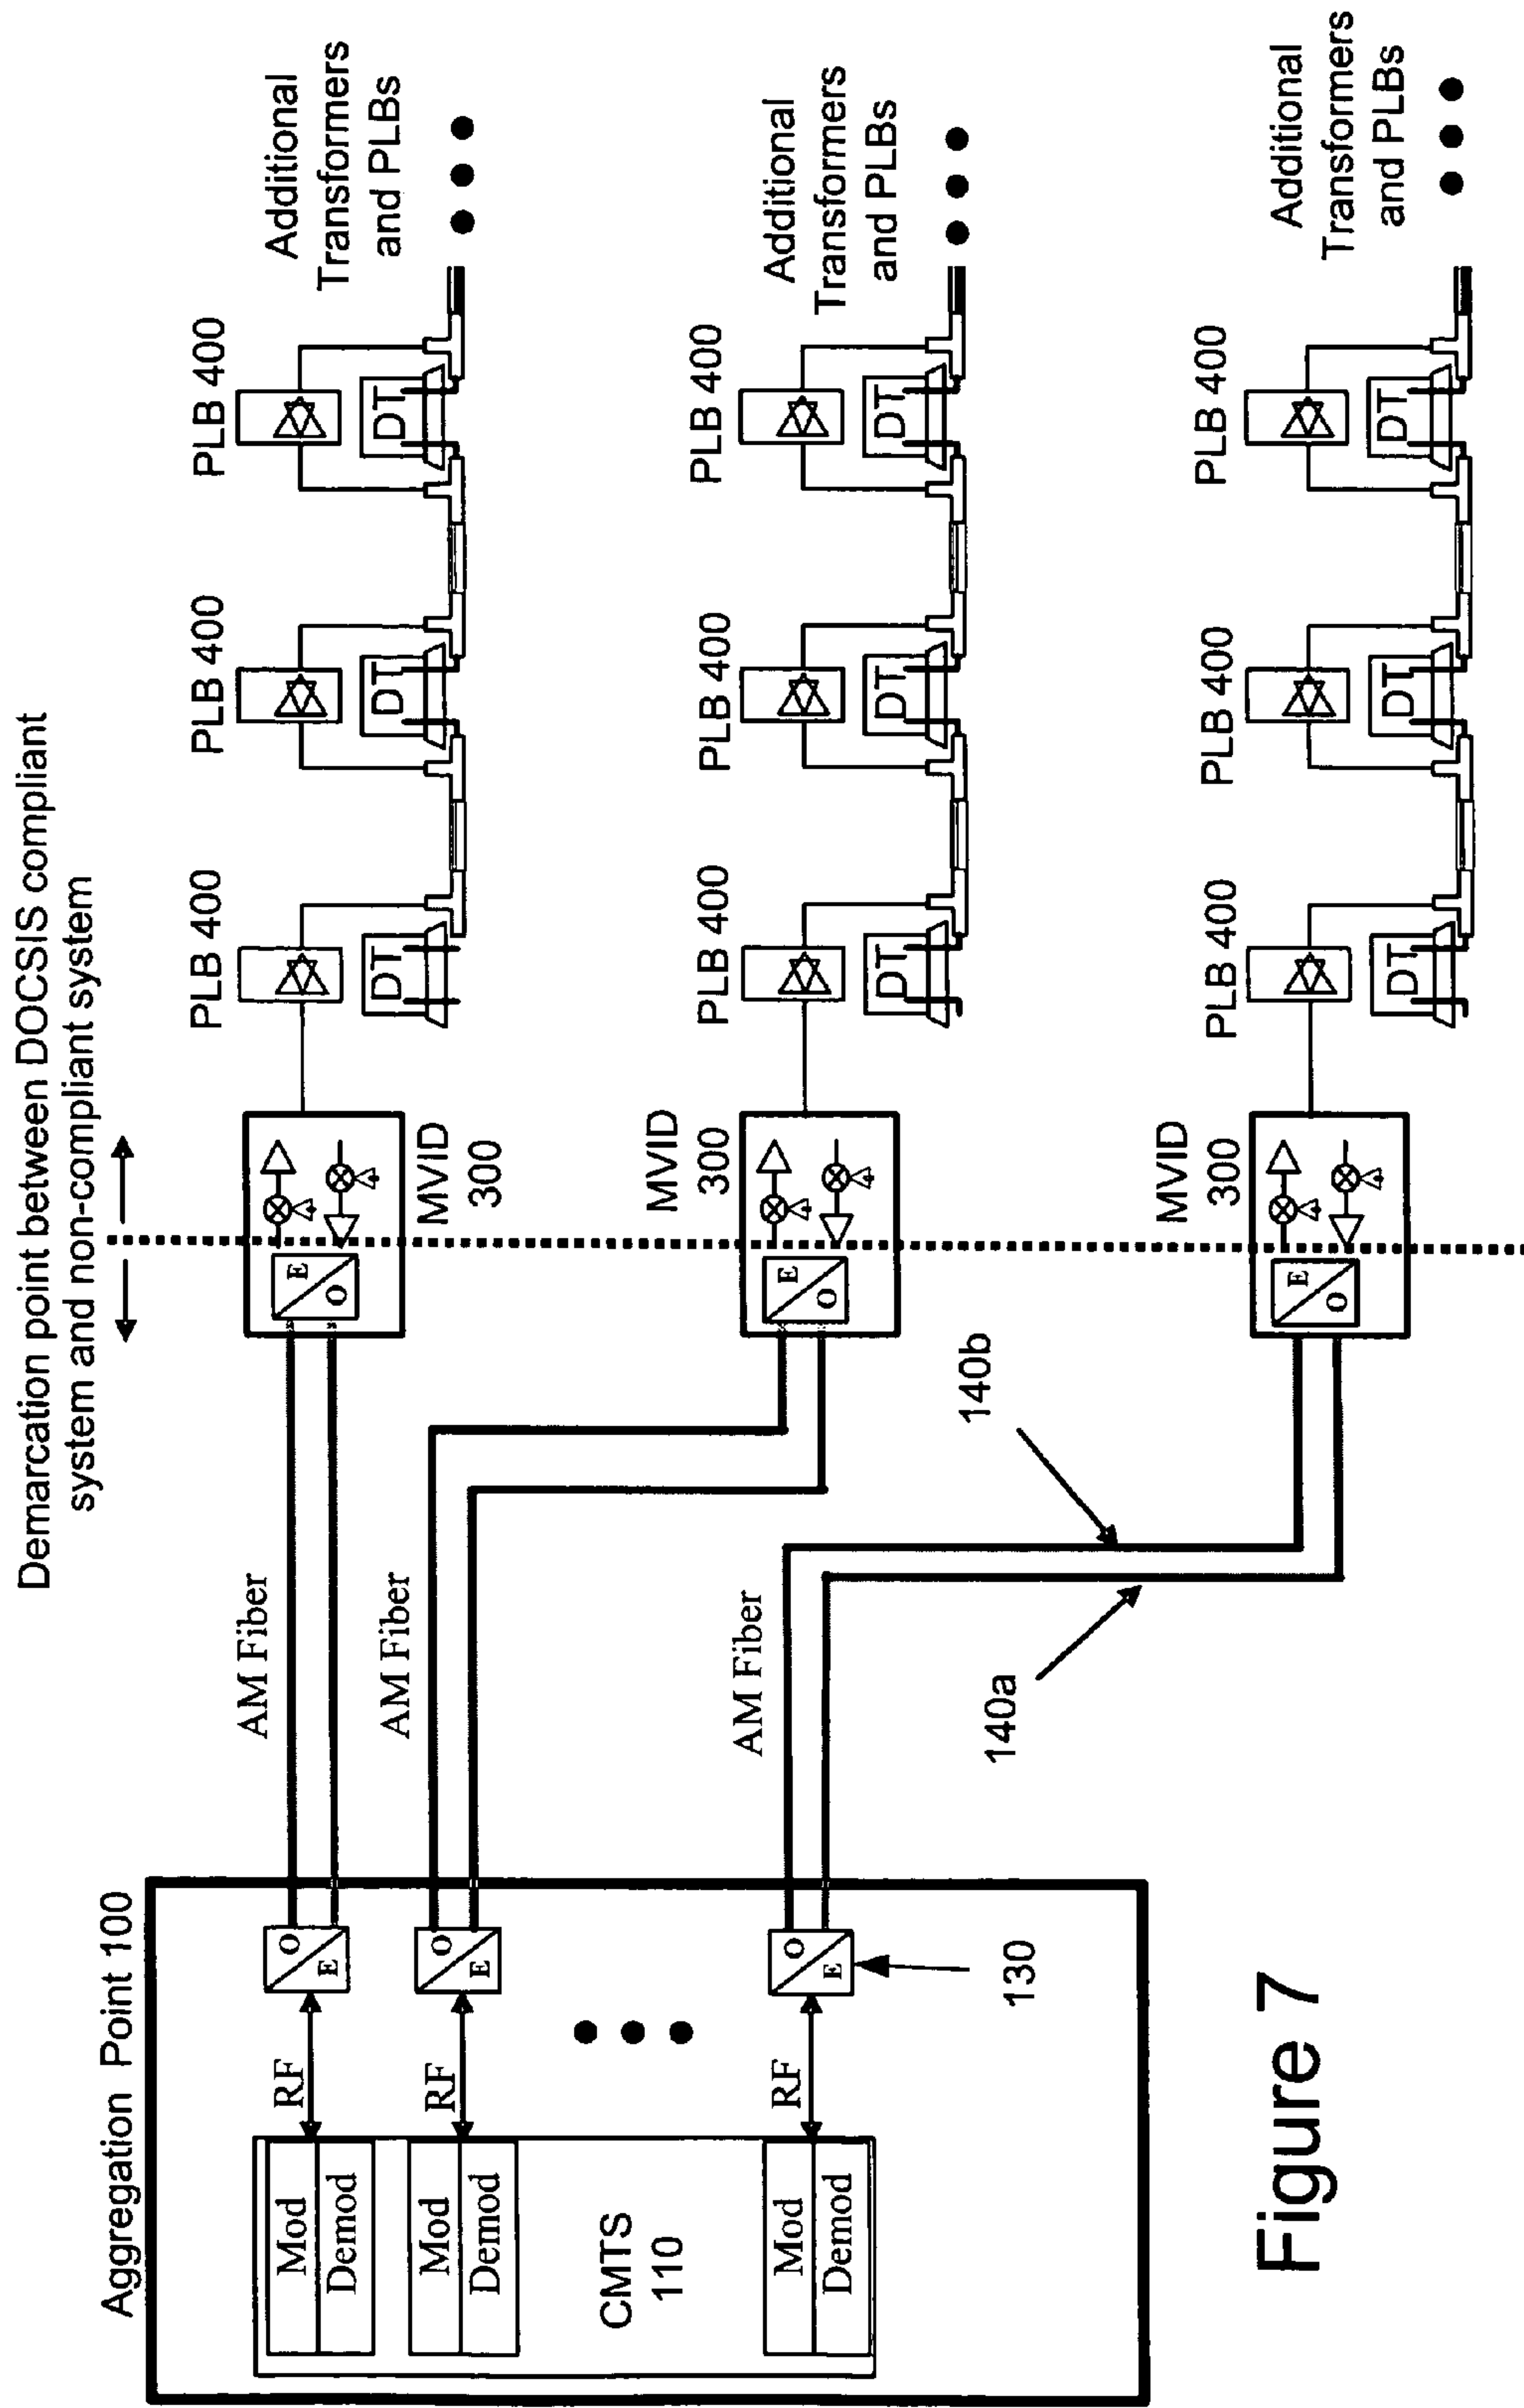 Demarcation point between DOCSIS compliant
system and non-compliant system
Aggregation Point 100
Mod
Demod
RF
O
E
Mod
Demod
RF
O
E
CMTS
110
Mod
Demod
RF
O
E
130
AM Fiber
AM Fiber
AM Fiber
140a
140b
E
O
MVID
300
PLB 400
DT
PLB 400
DT
PLB 400
DT
Additional
Transformers
and PLBs
E
O
MVID
300
PLB 400
DT
PLB 400
DT
PLB 400
DT
Additional
Transformers
and PLBs
E
O
MVID
300
PLB 400
DT
PLB 400
DT
PLB 400
DT
Additional
Transformers
and PLBs
Figure 7